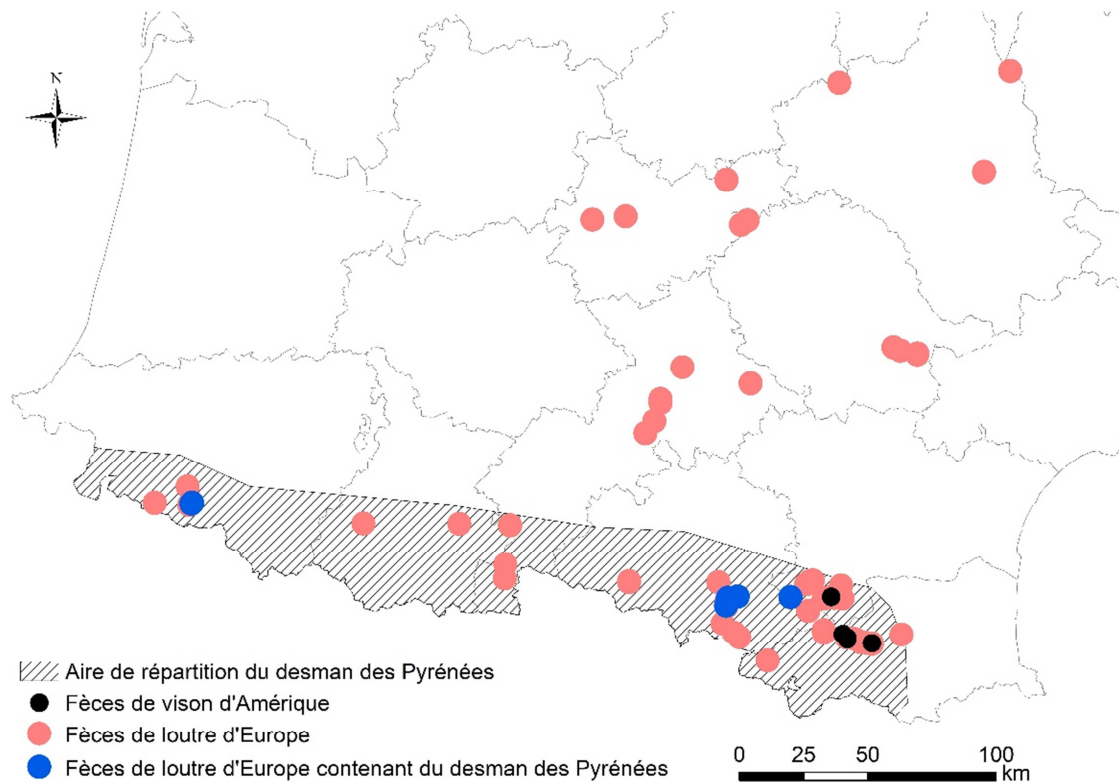 N
Aire de répartition du desman des Pyrénées
Fèces de vison d'Amérique
Fèces de loutre d'Europe
Fèces de loutre d'Europe contenant du desman des Pyrénées
0 25 50 100
km